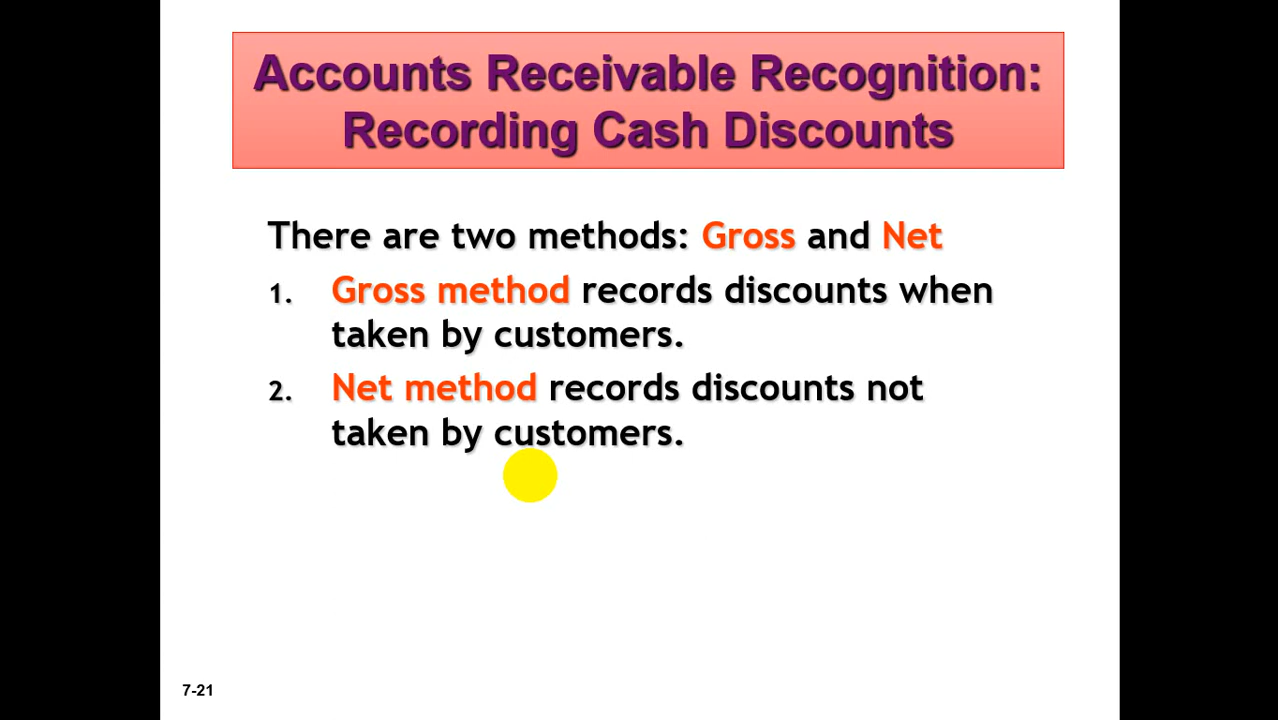 Accounts Receivable Recognition:
Recording Cash Discounts
There are two methods: Gross and Net
1. Gross method records discounts when
taken by customers.
2. Net method records discounts not
taken by customers.
7-21